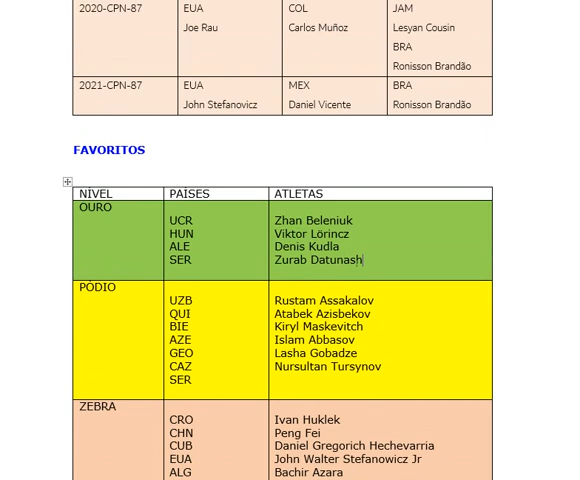 2020-CPN-87 EUA COL JAM
Joe Rau Carlos Muñoz Lesyan Cousin
BRA
Ronisson Brandão
2021-CPN-87 EUA MEX BRA
John Stefanovicz Daniel Vicente Ronisson Brandão
FAVORITOS
NÍVEL PAÍSES ATLETAS
OURO
UCR Zhan Beleniuk
HUN Viktor Lörincz
ALE Denis Kudla
SER Zurab Datunash
PÓDIO
UZB Rustam Assakalov
QUI Atabek Azisbekov
BIE Kiryl Maskevitch
AZE Islam Abbasov
GEO Lasha Gobadze
CAZ Nursultan Tursynov
SER
ZEBRA
CRO Ivan Huklek
CHN Peng Fei
CUB Daniel Gregorich Hechevarria
EUA John Walter Stefanowicz Jr
ALG Bachir Azara